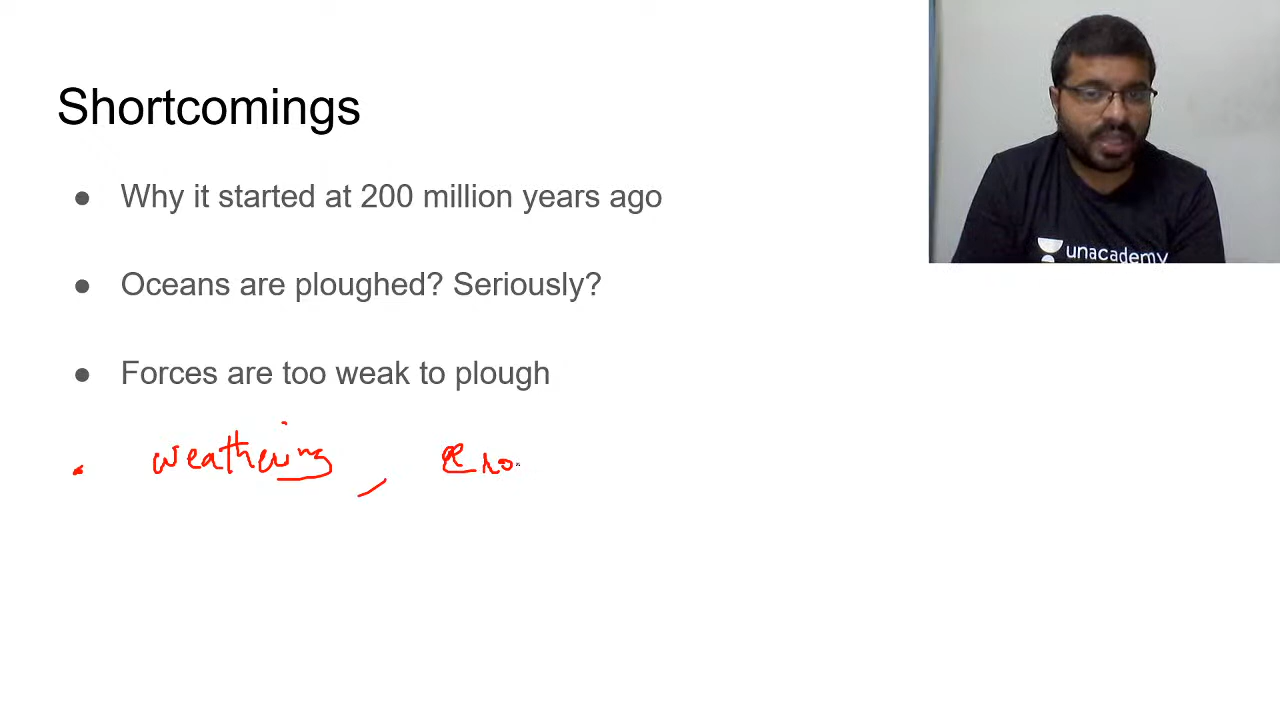 Shortcomings
● Why it started at 200 million years ago
● Oceans are ploughed? Seriously?
● Forces are too weak to plough
• weathering, Ero
unacademy